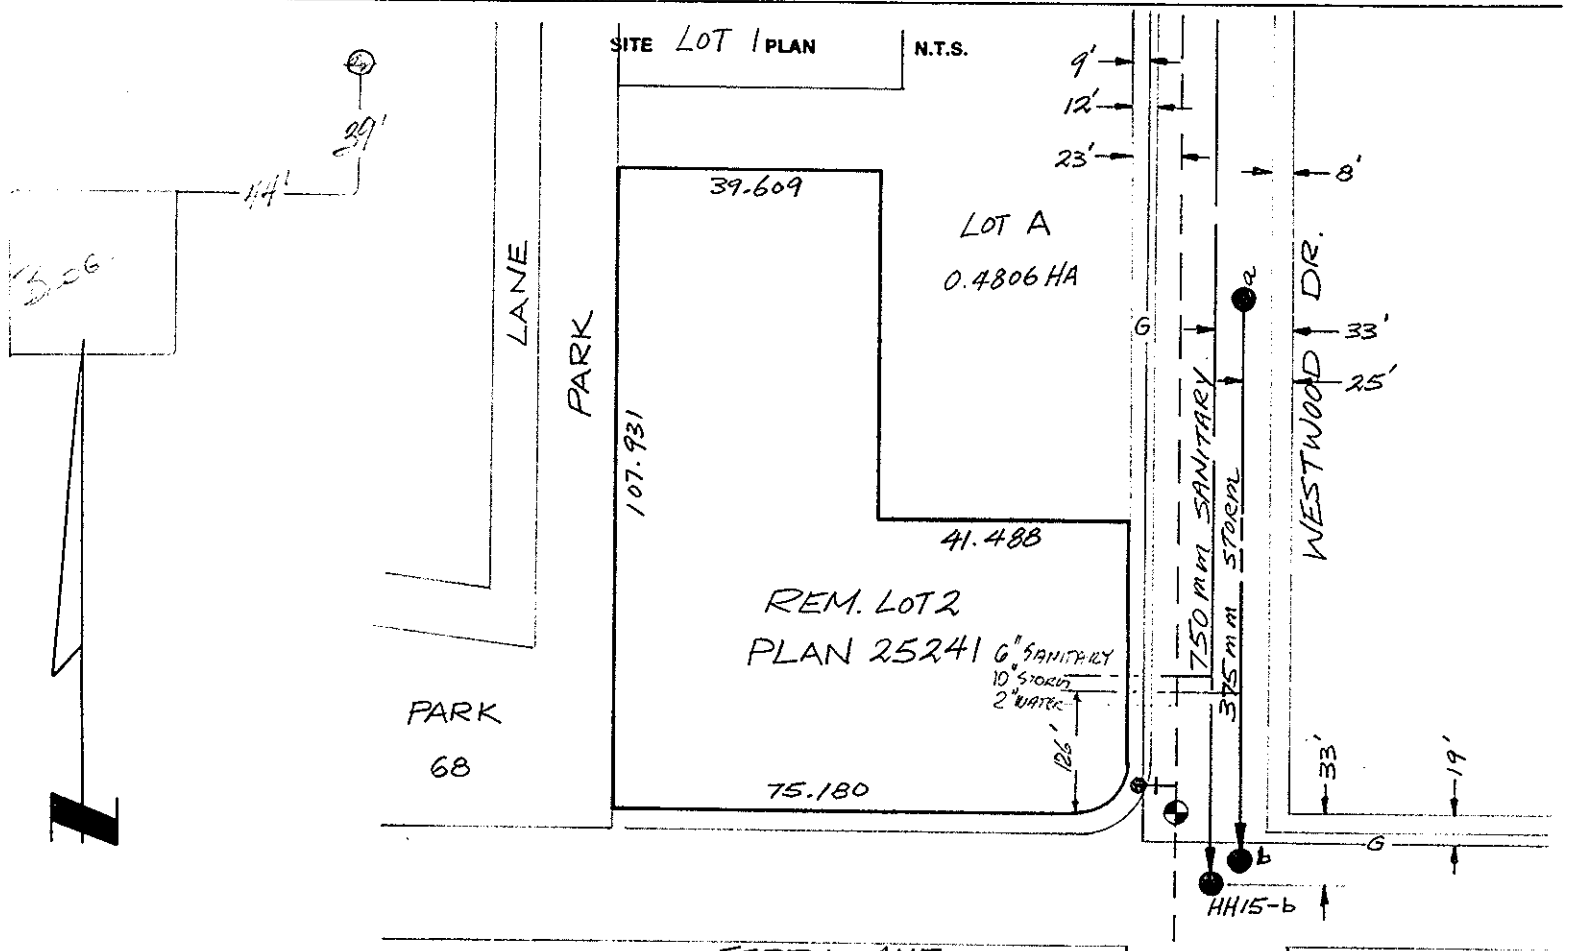 SITE LOT 1 PLAN N.T.S.
9'
12'
23'
8'
39'
44'
39.609
LOT A
0.4806 HA
LANE
PARK
107.931
G
a
WESTWOOD DR.
33'
25'
750 mm SANITARY
375 mm STORM
41.488
REM. LOT 2
PLAN 25241
6" SANITARY
10" STORM
2" WATER
126'
PARK
68
75.180
33'
19'
G
b
HH15-b